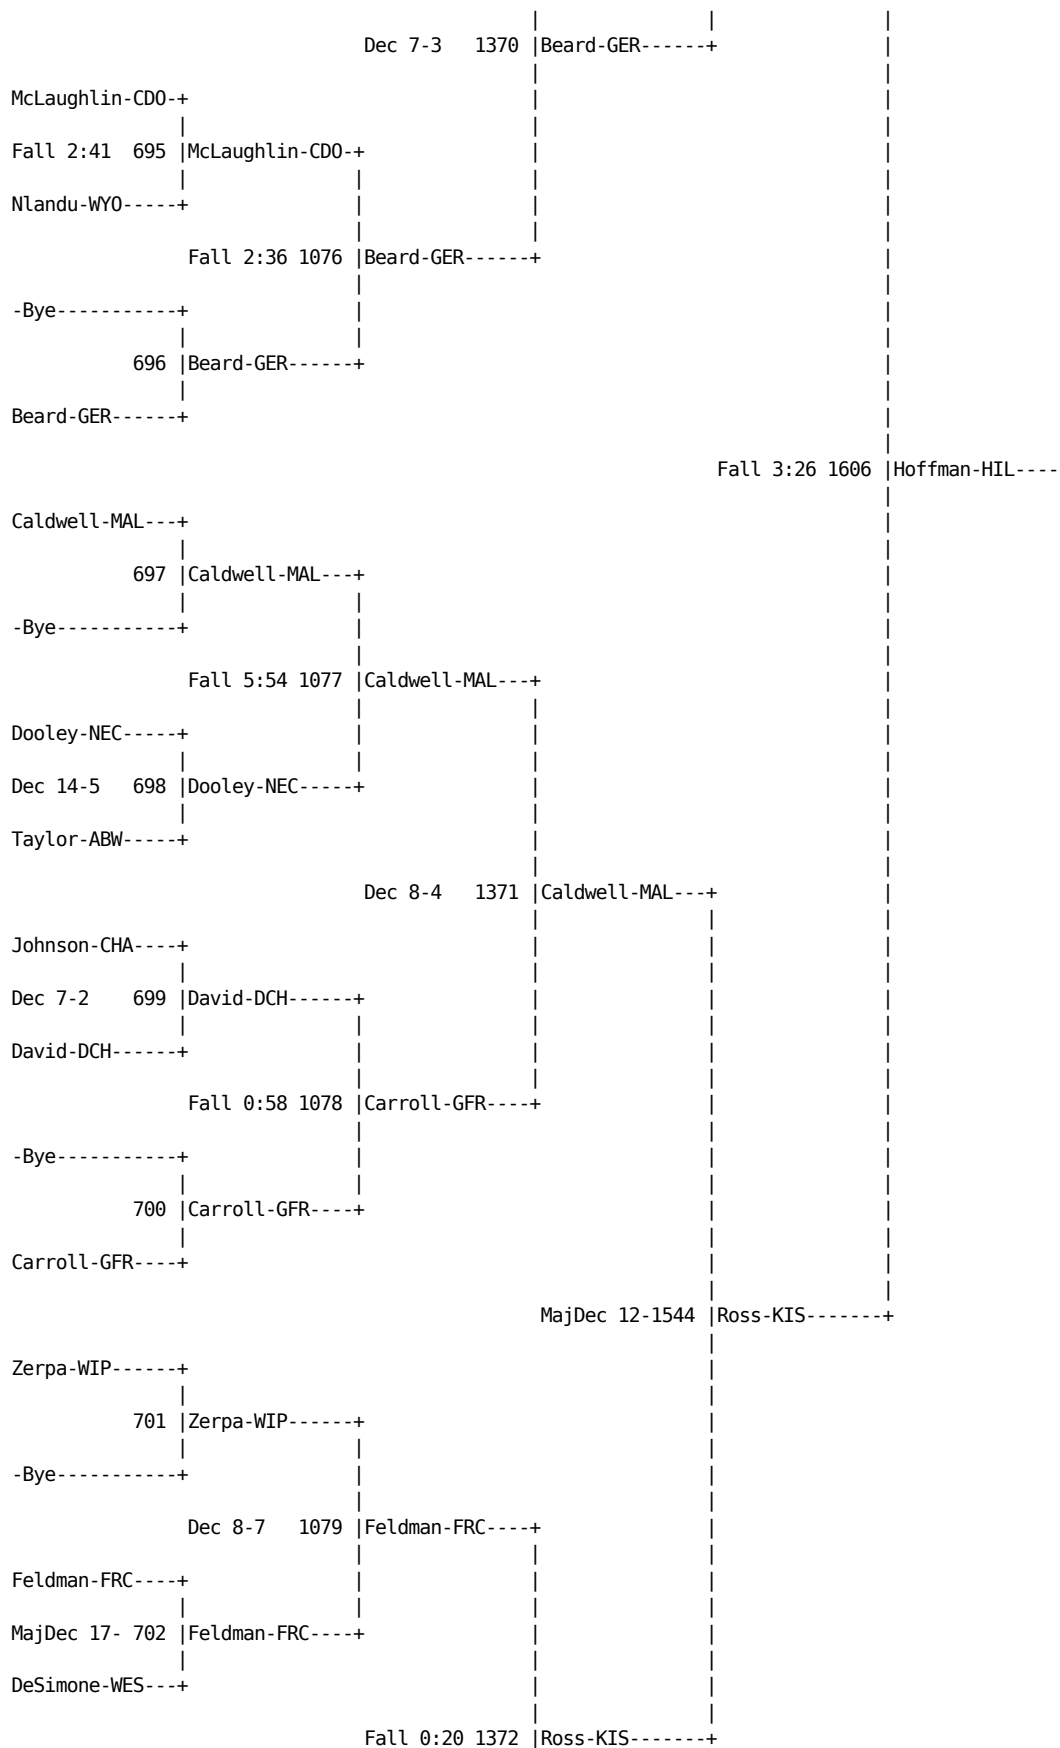 Dec 7-3 1370 |Beard-GER------+
McLaughlin-CDO-+
Fall 2:41 695 |McLaughlin-CDO-+
Nlandu-WYO-----+
Fall 2:36 1076 |Beard-GER------+
-Bye-----------+
696 |Beard-GER------+
Beard-GER------+
Fall 3:26 1606 |Hoffman-HIL----
Caldwell-MAL---+
697 |Caldwell-MAL---+
-Bye-----------+
Fall 5:54 1077 |Caldwell-MAL---+
Dooley-NEC-----+
Dec 14-5 698 |Dooley-NEC-----+
Taylor-ABW-----+
Dec 8-4 1371 |Caldwell-MAL---+
Johnson-CHA----+
Dec 7-2 699 |David-DCH------+
David-DCH------+
Fall 0:58 1078 |Carroll-GFR----+
-Bye-----------+
700 |Carroll-GFR----+
Carroll-GFR----+
MajDec 12-1544 |Ross-KIS-------+
Zerpa-WIP------+
701 |Zerpa-WIP------+
-Bye-----------+
Dec 8-7 1079 |Feldman-FRC----+
Feldman-FRC----+
MajDec 17- 702 |Feldman-FRC----+
DeSimone-WES---+
Fall 0:20 1372 |Ross-KIS-------+